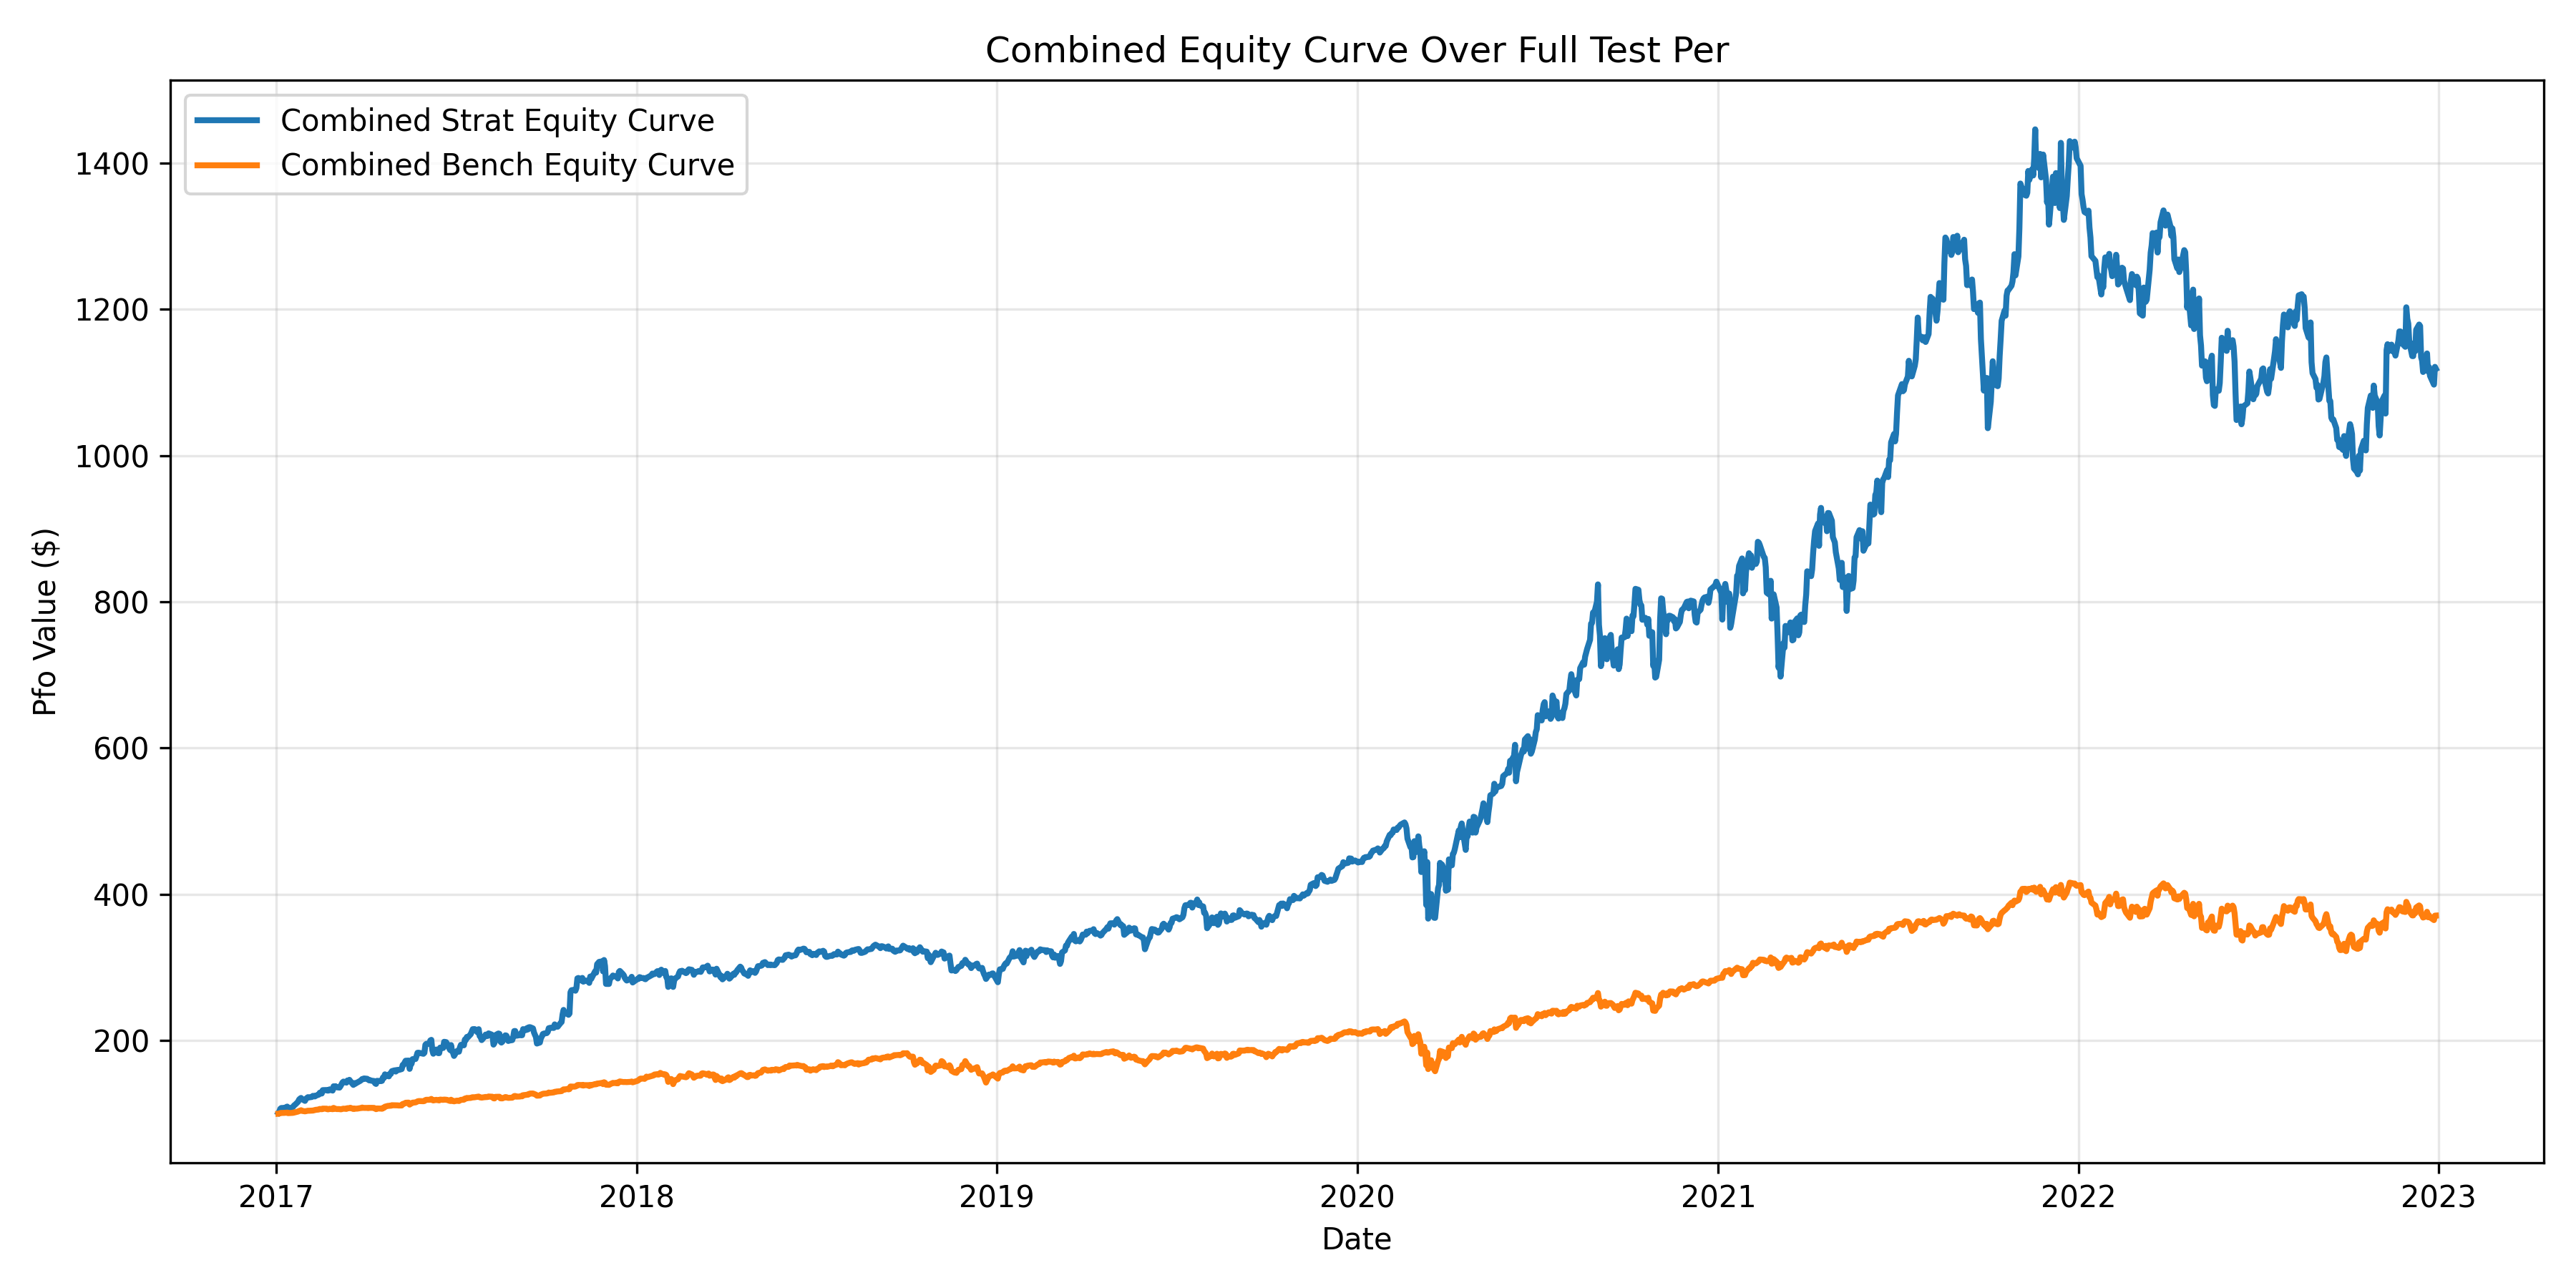 Combined Equity Curve Over Full Test Per
Combined Strat Equity Curve
Combined Bench Equity Curve
Pfo Value ($)
1400
1200
1000
800
600
400
200
2017 2018 2019 2020 2021 2022 2023
Date